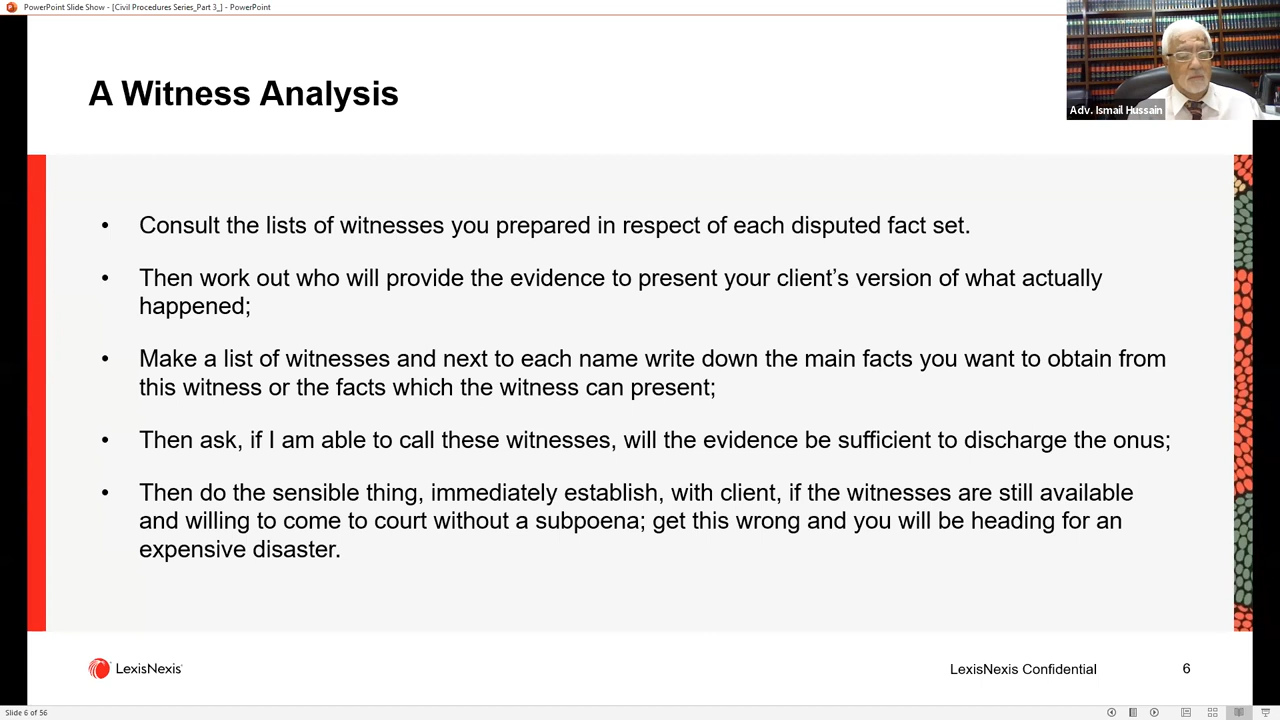 PowerPoint Slide Show - [Civil Procedures Series_Part 3_] - PowerPoint
Adv. Ismail Hussain
A Witness Analysis
• Consult the lists of witnesses you prepared in respect of each disputed fact set.
• Then work out who will provide the evidence to present your client’s version of what actually
happened;
• Make a list of witnesses and next to each name write down the main facts you want to obtain from
this witness or the facts which the witness can present;
• Then ask, if I am able to call these witnesses, will the evidence be sufficient to discharge the onus;
• Then do the sensible thing, immediately establish, with client, if the witnesses are still available
and willing to come to court without a subpoena; get this wrong and you will be heading for an
expensive disaster.
LexisNexis
LexisNexis Confidential
6
Slide 6 of 56